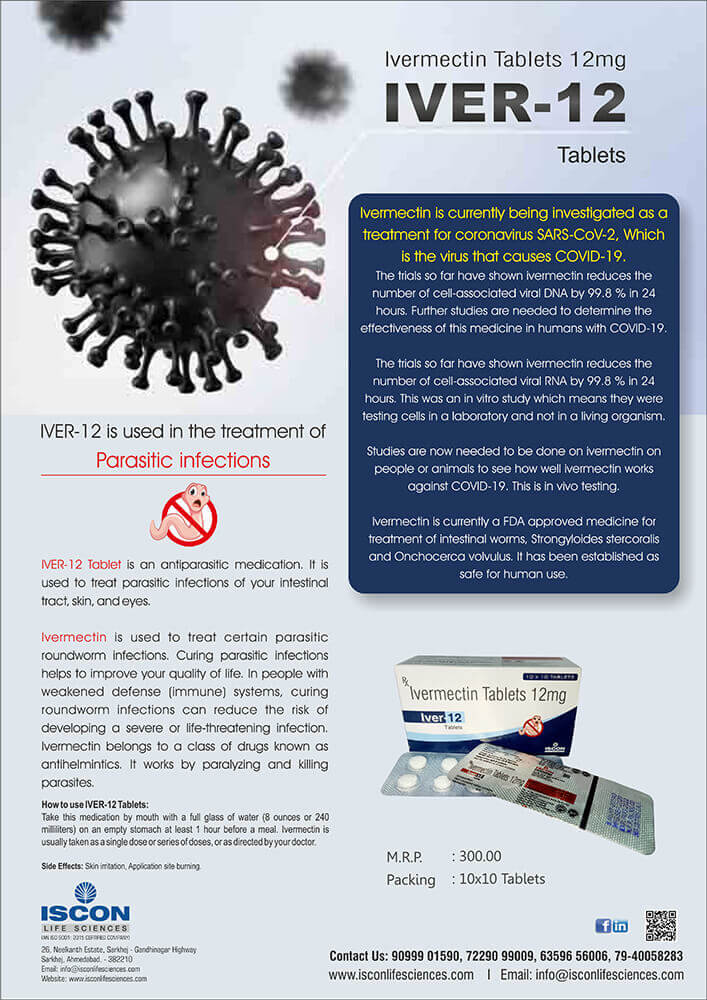 Ivermectin Tablets 12mg
IVER-12
Tablets
Ivermectin is currently being investigated as a
treatment for coronavirus SARS-CoV-2, Which
is the virus that causes COVID-19.
The trials so far have shown ivermectin reduces the
number of cell-associated viral DNA by 99.8 % in 24
hours. Further studies are needed to determine the
effectiveness of this medicine in humans with COVID-19.
The trials so far have shown ivermectin reduces the
number of cell-associated viral RNA by 99.8 % in 24
hours. This was an in vitro study which means they were
testing cells in a laboratory and not in a living organism.
Studies are now needed to be done on ivermectin on
people or animals to see how well ivermectin works
against COVID-19. This is in vivo testing.
Ivermectin is currently a FDA approved medicine for
treatment of intestinal worms, Strongyloides stercoralis
and Onchocerca volvulus. It has been established as
safe for human use.
IVER-12 is used in the treatment of
Parasitic infections
IVER-12 Tablet is an antiparasitic medication. It is
used to treat parasitic infections of your intestinal
tract, skin, and eyes.
Ivermectin is used to treat certain parasitic
roundworm infections. Curing parasitic infections
helps to improve your quality of life. In people with
weakened defense (immune) systems, curing
roundworm infections can reduce the risk of
developing a severe or life-threatening infection.
Ivermectin belongs to a class of drugs known as
antihelmintics. It works by paralyzing and killing
parasites.
How to use IVER-12 Tablets:
Take this medication by mouth with a full glass of water (8 ounces or 240
milliliters) on an empty stomach at least 1 hour before a meal. Ivermectin is
usually taken as a single dose or series of doses, or as directed by your doctor.
Side Effects: Skin irritation, Application site burning.
10 X 10 TABLETS
Rx
Ivermectin Tablets 12mg
Iver-12
Tablets
ISCON
Ivermectin Tablets 12mg
M.R.P. : 300.00
Packing : 10x10 Tablets
ISCON
LIFE SCIENCES
(AN ISO 9001: 2015 CERTIFIED COMPANY)
26, Neelkanth Estate, Sarkhej - Gandhinagar Highway
Sarkhej, Ahmedabad. - 382210
Email: info@isconlifesciences.com
Website: www.isconlifesciences.com
f in
Contact Us: 90999 01590, 72290 99009, 63596 56006, 79-40058283
www.isconlifesciences.com I Email: info@isconlifesciences.com